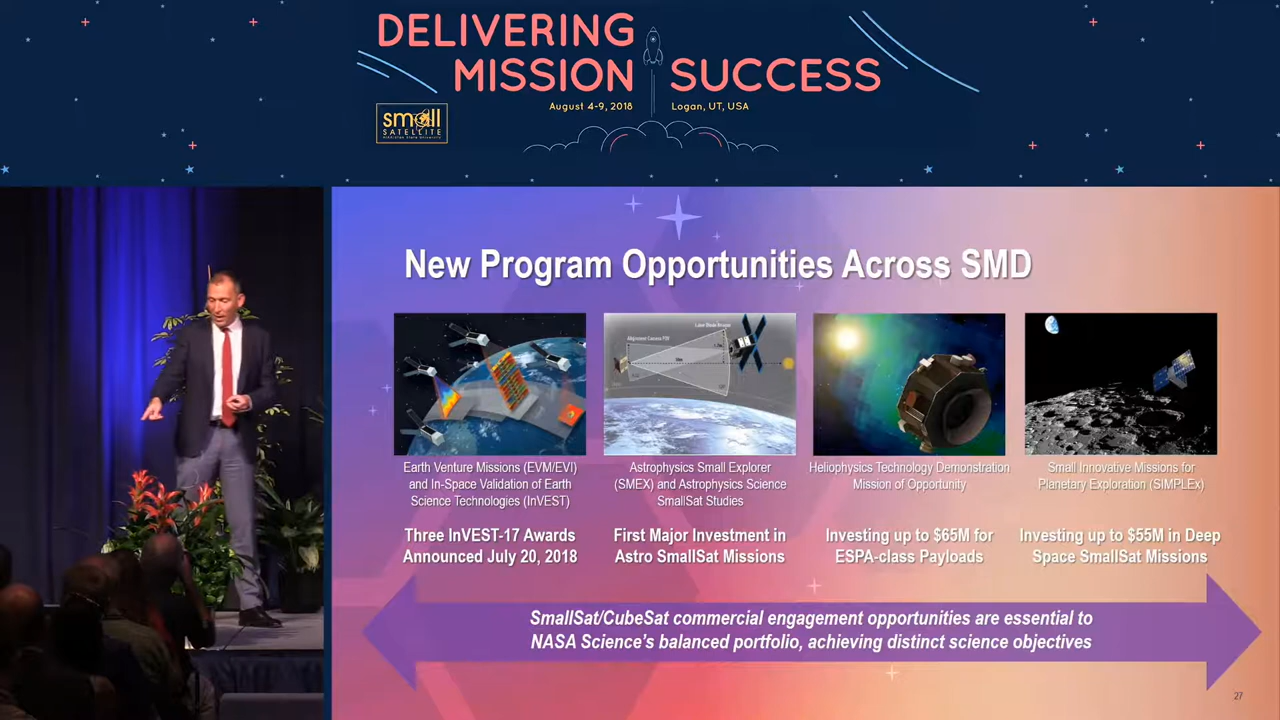 DELIVERING
MISSION SUCCESS
August 4-9, 2018 Logan, UT, USA
small
SATELLITE
New Program Opportunities Across SMD
Earth Venture Missions (EVM/EVI)
and In-Space Validation of Earth
Science Technologies (InVEST)
Three InVEST-17 Awards
Announced July 20, 2018
Astrophysics Small Explorer
(SMEX) and Astrophysics Science
SmallSat Studies
First Major Investment in
Astro SmallSat Missions
Heliophysics Technology Demonstration
Mission of Opportunity
Investing up to $65M for
ESPA-class Payloads
Small Innovative Missions for
Planetary Exploration (SIMPLEx)
Investing up to $55M in Deep
Space SmallSat Missions
SmallSat/CubeSat commercial engagement opportunities are essential to
NASA Science's balanced portfolio, achieving distinct science objectives
27